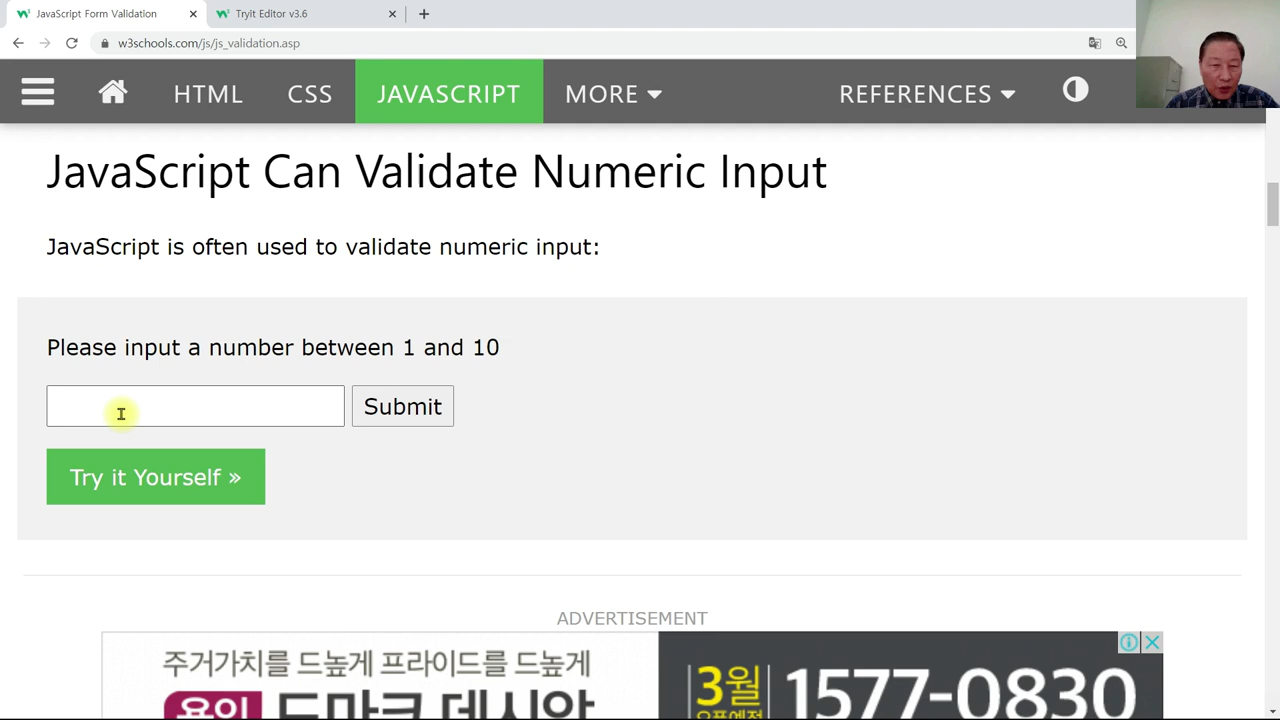 JavaScript Form Validation
Tryit Editor v3.6
w3schools.com/js/js_validation.asp
HTML CSS JAVASCRIPT MORE REFERENCES
JavaScript Can Validate Numeric Input
JavaScript is often used to validate numeric input:
Please input a number between 1 and 10
Submit
Try it Yourself »
ADVERTISEMENT
주거가치를 드높게 프라이드를 드높게
3월 1577-0830